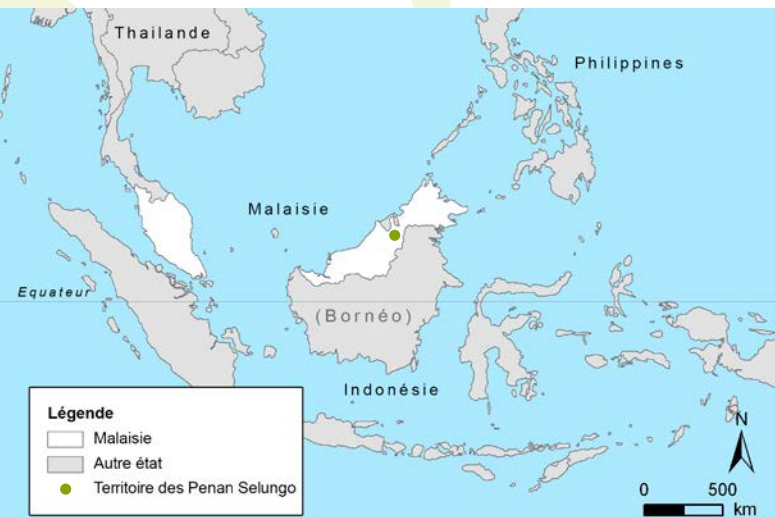 Thailande
Philippines
Malaisie
Equateur
(Bornéo)
Indonésie
Légende
Malaisie
Autre état
Territoire des Penan Selungo
N
0 500
km